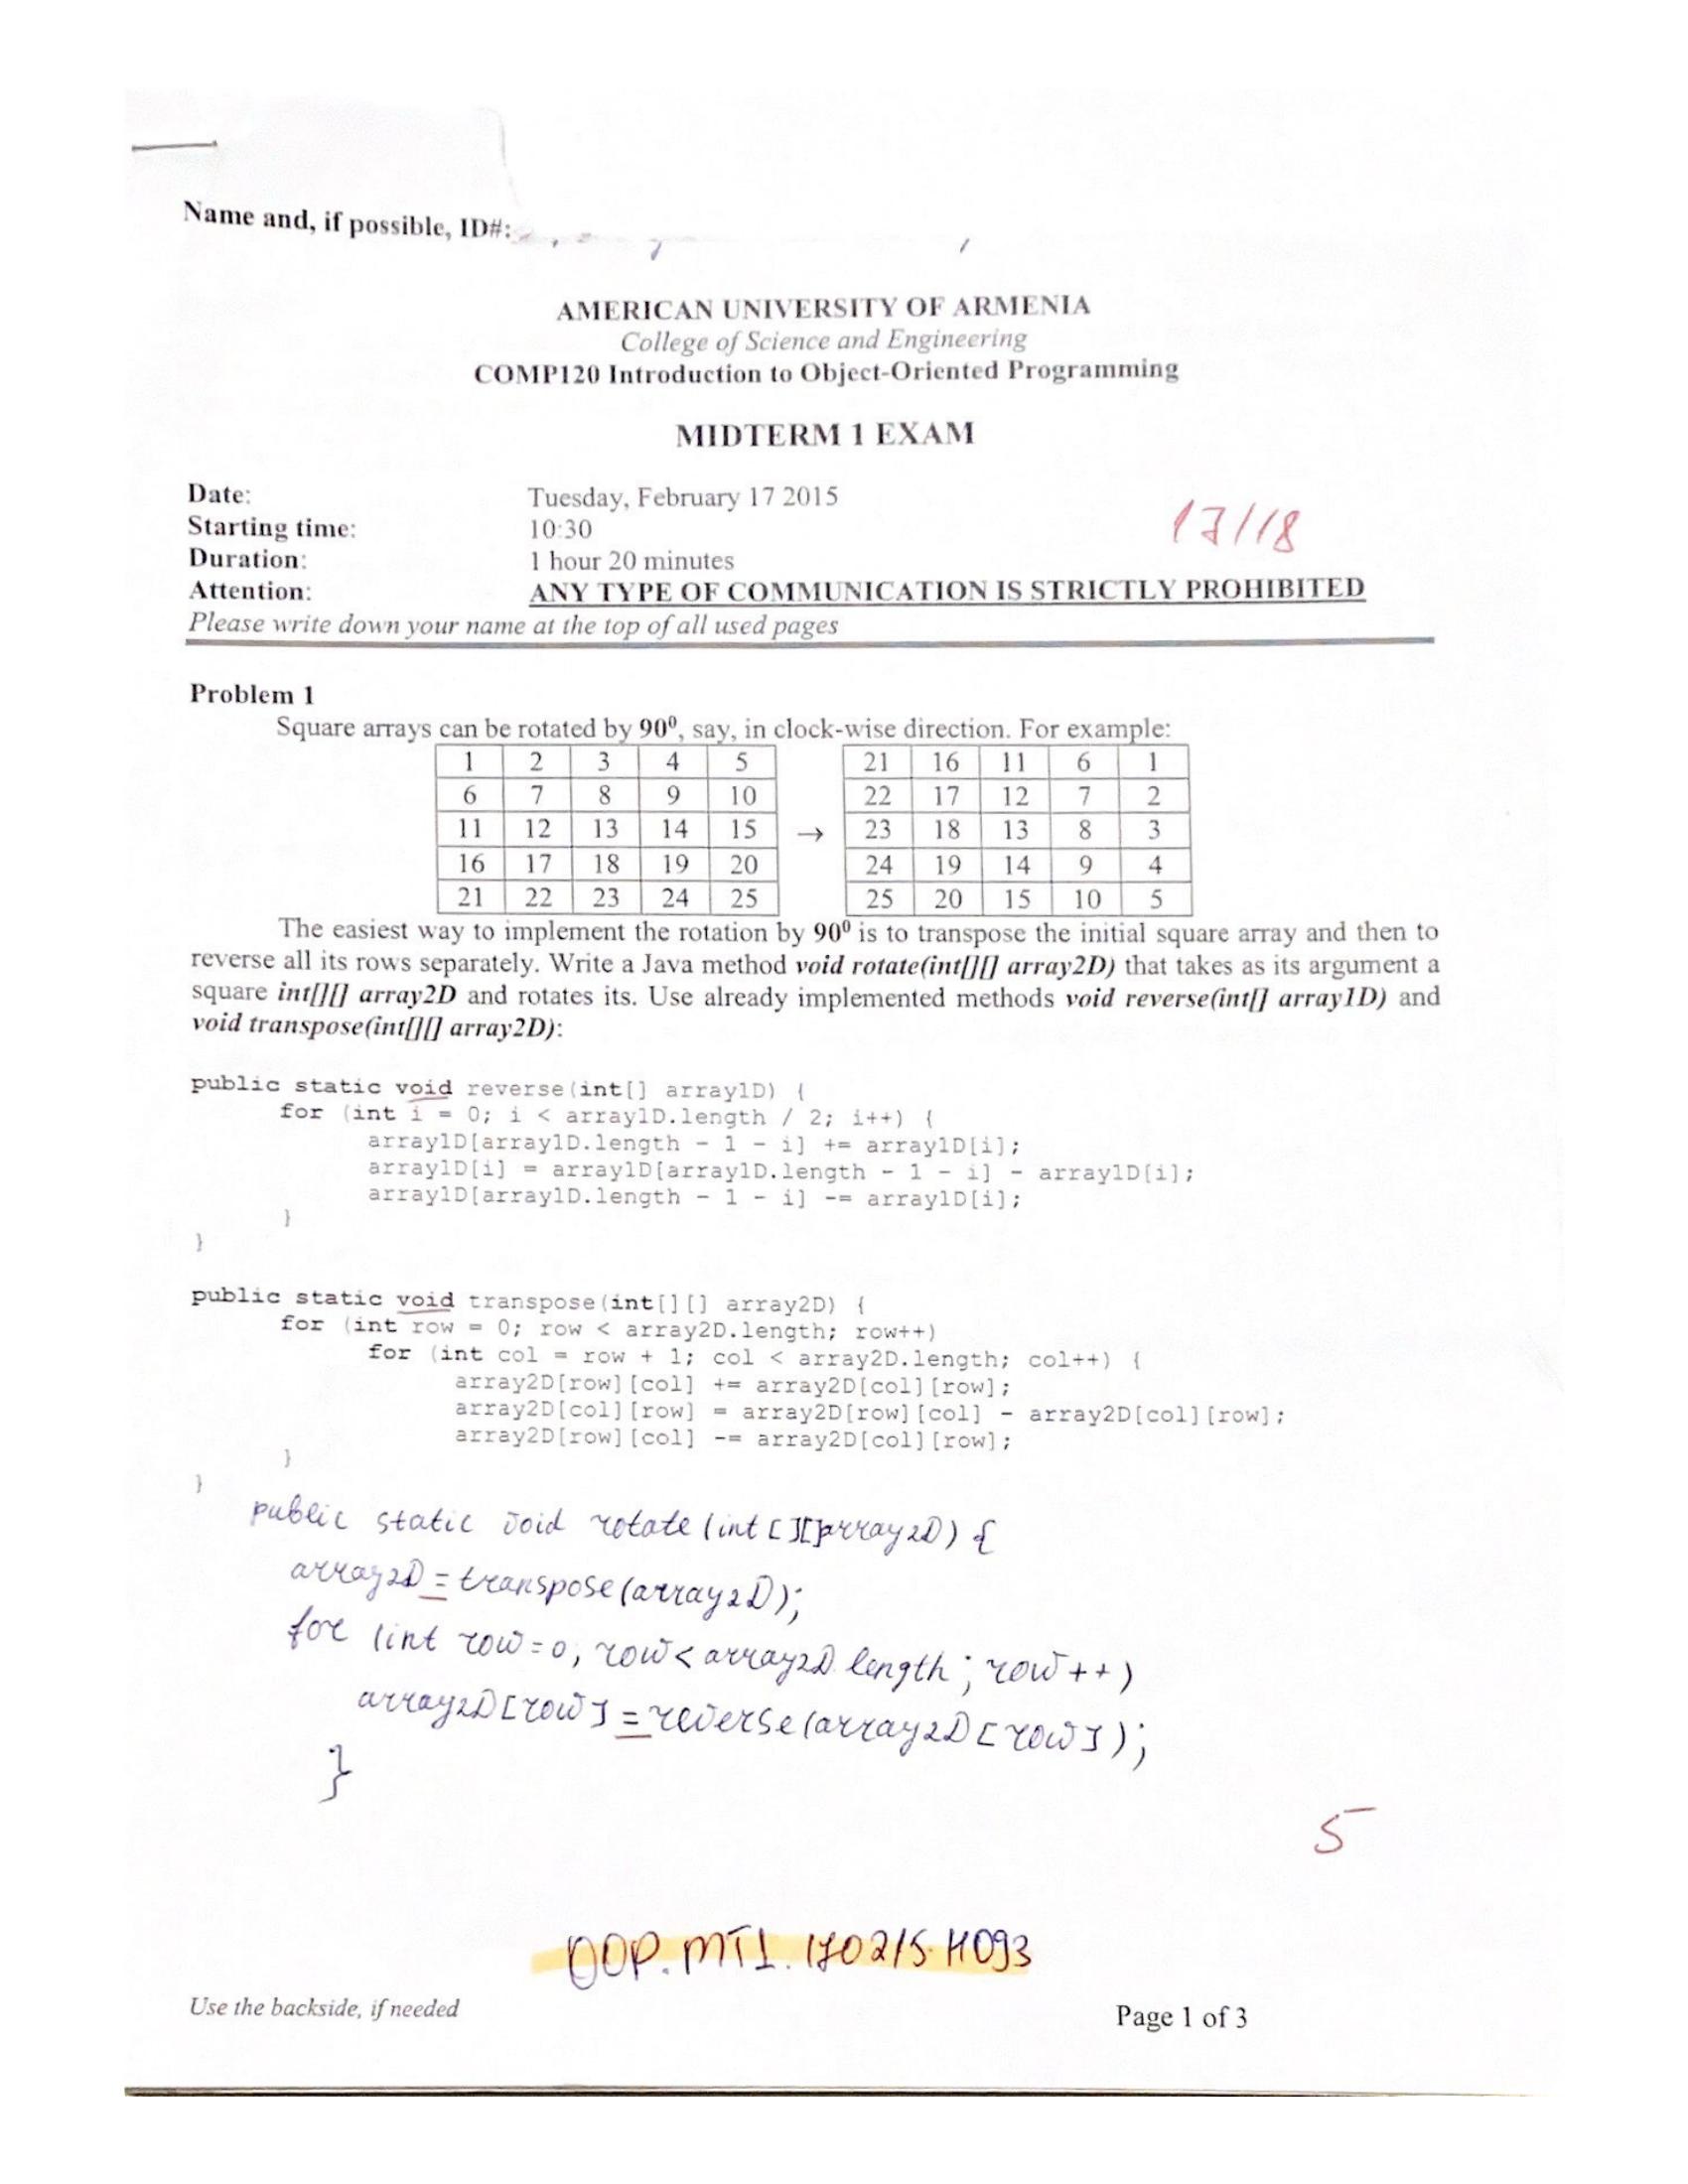 Name and, if possible, ID#:
AMERICAN UNIVERSITY OF ARMENIA
College of Science and Engineering
COMP120 Introduction to Object-Oriented Programming
MIDTERM 1 EXAM
Date: Tuesday, February 17 2015
Starting time: 10:30
17/18
Duration: 1 hour 20 minutes
Attention: ANY TYPE OF COMMUNICATION IS STRICTLY PROHIBITED
Please write down your name at the top of all used pages
Problem 1
Square arrays can be rotated by 90⁰, say, in clock-wise direction. For example:
1 2 3 4 5 21 16 11 6 1
6 7 8 9 10 22 17 12 7 2
11 12 13 14 15 → 23 18 13 8 3
16 17 18 19 20 24 19 14 9 4
21 22 23 24 25 25 20 15 10 5
The easiest way to implement the rotation by 90⁰ is to transpose the initial square array and then to
reverse all its rows separately. Write a Java method void rotate(int[][] array2D) that takes as its argument a
square int[][] array2D and rotates its. Use already implemented methods void reverse(int[] array1D) and
void transpose(int[][] array2D):
public static void reverse(int[] array1D) {
for (int i = 0; i < array1D.length / 2; i++) {
array1D[array1D.length - 1 - i] += array1D[i];
array1D[i] = array1D[array1D.length - 1 - i] - array1D[i];
array1D[array1D.length - 1 - i] -= array1D[i];
}
}
public static void transpose(int[][] array2D) {
for (int row = 0; row < array2D.length; row++)
for (int col = row + 1; col < array2D.length; col++) {
array2D[row][col] += array2D[col][row];
array2D[col][row] = array2D[row][col] - array2D[col][row];
array2D[row][col] -= array2D[col][row];
}
}
public static void rotate (int [][]array2D) {
array2D = transpose(array2D);
for (int row=0; row<array2D.length; row++)
array2D[row] = reverse(array2D[row]);
}
5
OOP.MT1.170215.H093
Use the backside, if needed
Page 1 of 3